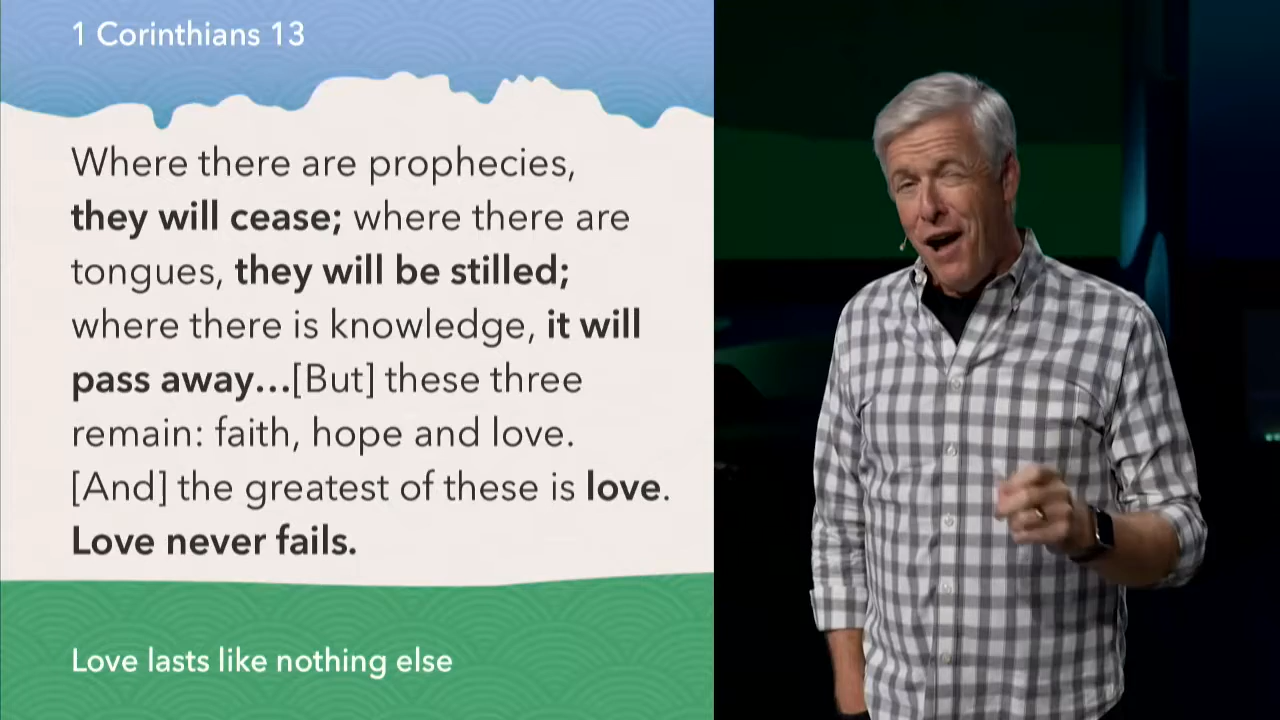 1 Corinthians 13
Where there are prophecies,
they will cease; where there are
tongues, they will be stilled;
where there is knowledge, it will
pass away...[But] these three
remain: faith, hope and love.
[And] the greatest of these is love.
Love never fails.
Love lasts like nothing else